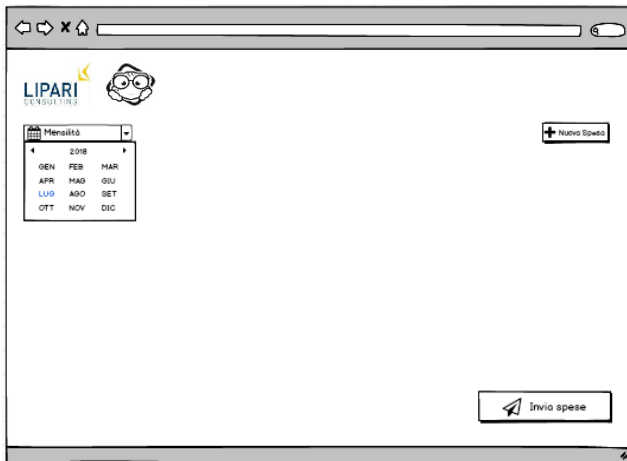 LIPARI
CONSULTING
Mensilità
Nuova Spesa
2018
GEN FEB MAR
APR MAG GIU
LUG AGO SET
OTT NOV DIC
Invia spese